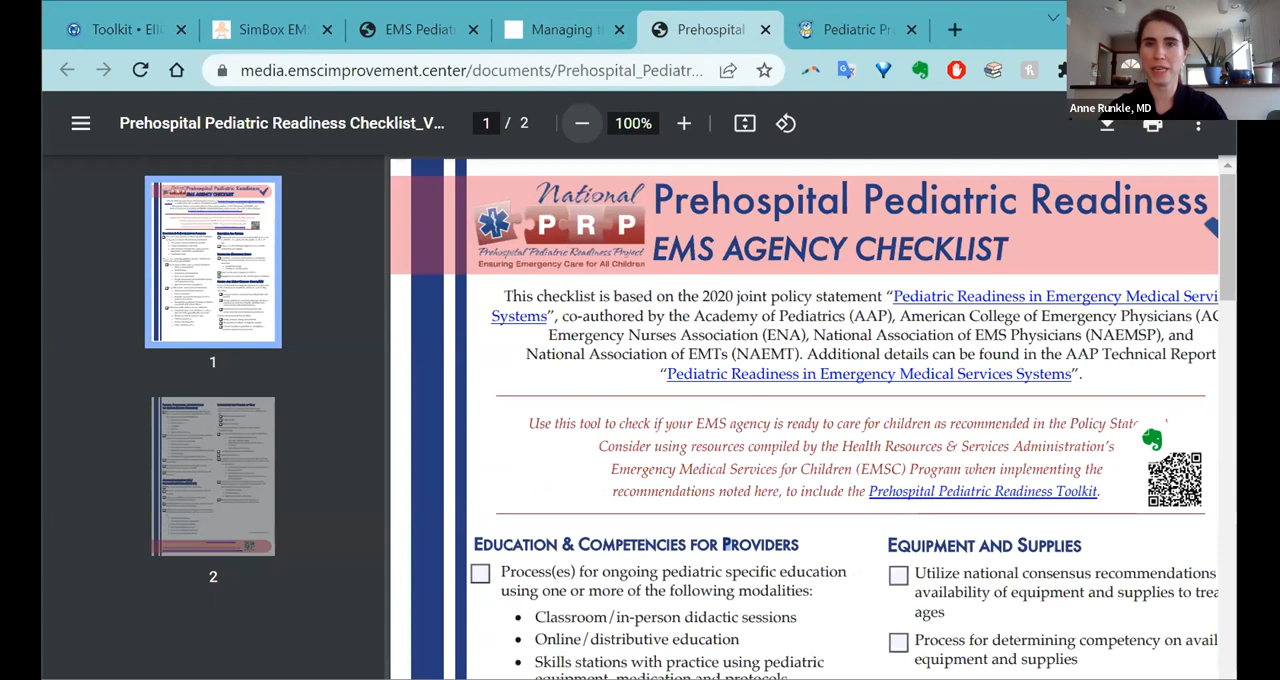 Toolkit • EIIC
SimBox EMS
EMS Pediat
Managing t
Prehospital
Pediatric Pr
media.emscimprovement.center/documents/Prehospital_Pediatr...
Anne Runkle, MD
Prehospital Pediatric Readiness Checklist_V...
1 / 2
100%
1
2
National
PRP
Prehospital Pediatric Readiness Project
Ensuring Emergency Care for All Children
Prehospital Pediatric Readiness
EMS AGENCY CHECKLIST
This checklist is based on the 2020 joint policy statement "Pediatric Readiness in Emergency Medical Servi
Systems", co-authored by the Academy of Pediatrics (AAP), American College of Emergency Physicians (AC
Emergency Nurses Association (ENA), National Association of EMS Physicians (NAEMSP), and
National Association of EMTs (NAEMT). Additional details can be found in the AAP Technical Report
“Pediatric Readiness in Emergency Medical Services Systems”.
Use this tool to check if your EMS agency is ready to care for children as recommended in the Policy State
Consider using resources compiled by the Health Resources & Services Administration's
Emergency Medical Services for Children (EMSC) Program when implementing the
recommendations noted here, to include the Prehospital Pediatric Readiness Toolkit.
EDUCATION & COMPETENCIES FOR PROVIDERS
Process(es) for ongoing pediatric specific education
using one or more of the following modalities:
• Classroom/in-person didactic sessions
• Online/distributive education
• Skills stations with practice using pediatric
equipment, medication and protocols
EQUIPMENT AND SUPPLIES
Utilize national consensus recommendations
availability of equipment and supplies to trea
ages
Process for determining competency on avail
equipment and supplies